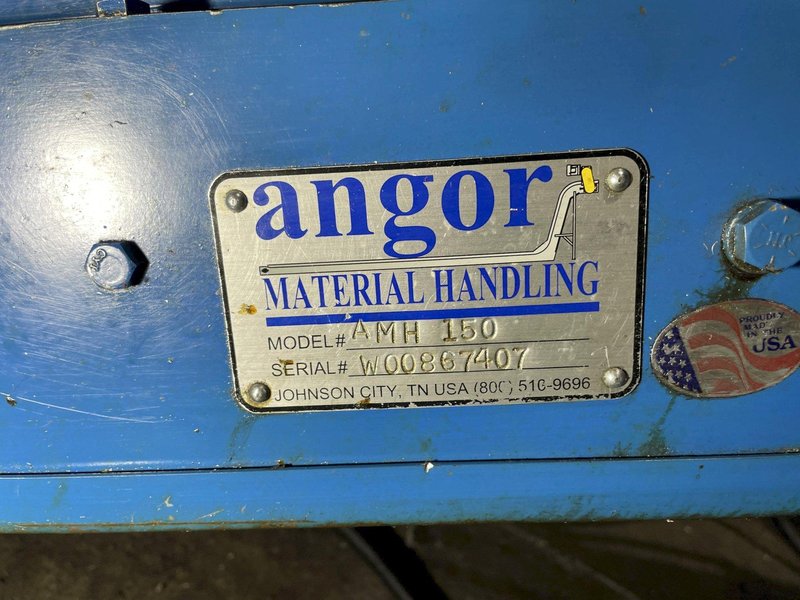 angor
MATERIAL HANDLING
MODEL# AMH 150
SERIAL# W00867407
JOHNSON CITY, TN USA (800) 516-9696
PROUDLY
MADE
IN THE
USA